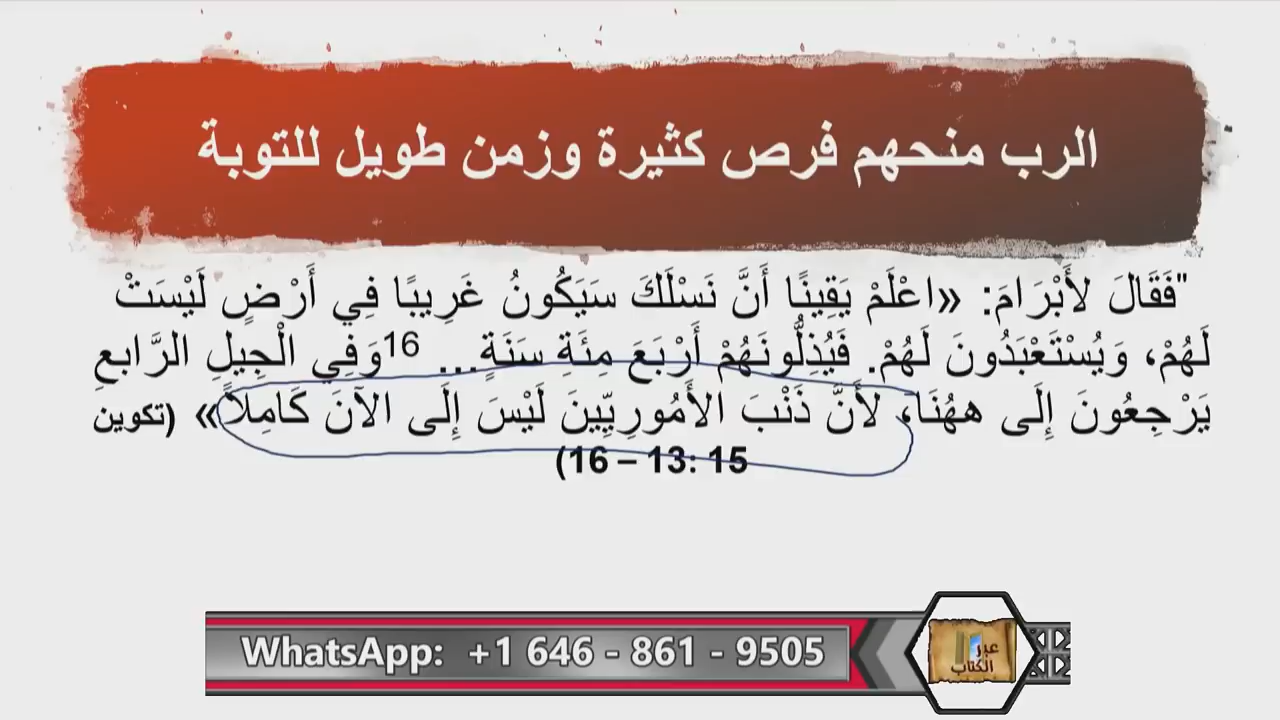 الرب منحهم فرص كثيرة وزمن طويل للتوبة
"فَقَالَ لأَبْرَامَ: «اعْلَمْ يَقِينًا أَنَّ نَسْلَكَ سَيَكُونُ غَرِيبًا فِي أَرْضٍ لَيْسَتْ
لَهُمْ، وَيُسْتَعْبَدُونَ لَهُمْ. فَيُذِلُّونَهُمْ أَرْبَعَ مِئَةِ سَنَةٍ... 16وَفِي الْجِيلِ الرَّابعِ
يَرْجِعُونَ إِلَى ههُنَا، لأَنَّ ذَنْبَ الأَمُورِيِّينَ لَيْسَ إِلَى الآنَ كَامِلاً» (تكوين
15 :13 – 16)
WhatsApp: +1 646 - 861 - 9505
عبر
الكتاب